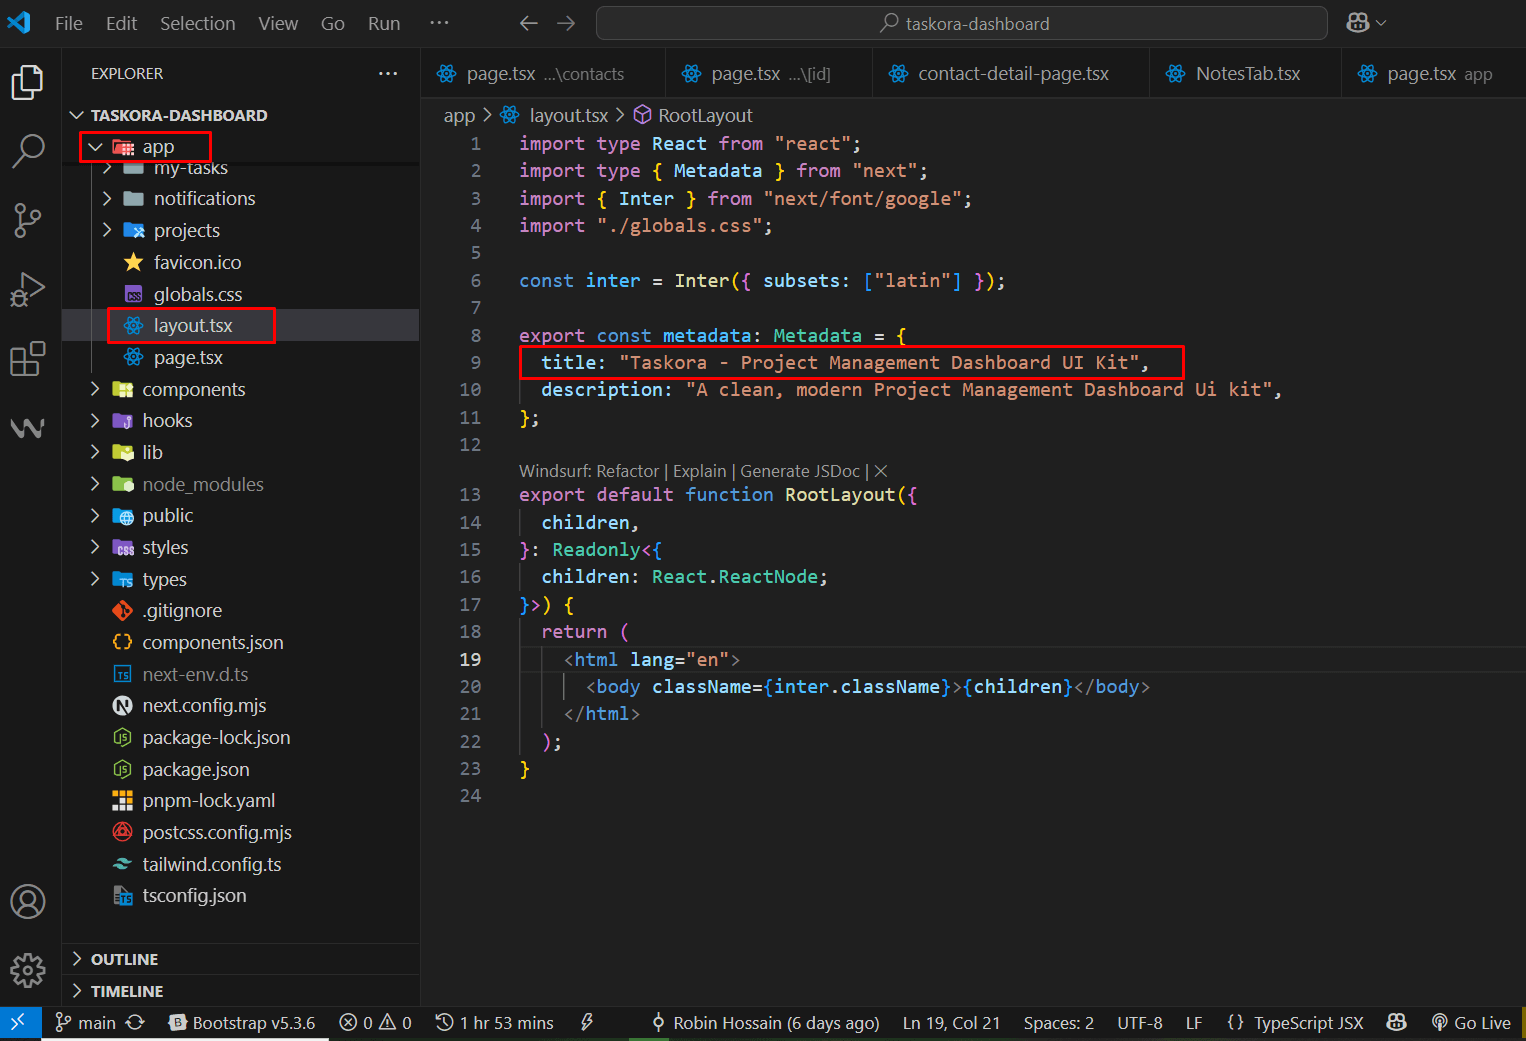 File Edit Selection View Go Run ··· taskora-dashboard
EXPLORER ···
TASKORA-DASHBOARD
app
my-tasks
notifications
projects
favicon.ico
globals.css
layout.tsx
page.tsx
components
hooks
lib
node_modules
public
styles
types
.gitignore
components.json
next-env.d.ts
next.config.mjs
package-lock.json
package.json
pnpm-lock.yaml
postcss.config.mjs
tailwind.config.ts
tsconfig.json
OUTLINE
TIMELINE
page.tsx ...\contacts page.tsx ...\[id] contact-detail-page.tsx NotesTab.tsx page.tsx app
app > layout.tsx > RootLayout
1 import type React from "react";
2 import type { Metadata } from "next";
3 import { Inter } from "next/font/google";
4 import "./globals.css";
5
6 const inter = Inter({ subsets: ["latin"] });
7
8 export const metadata: Metadata = {
9 title: "Taskora - Project Management Dashboard UI Kit",
10 description: "A clean, modern Project Management Dashboard Ui kit",
11 };
12
Windsurf: Refactor | Explain | Generate JSDoc | ×
13 export default function RootLayout({
14 children,
15 }: Readonly<{
16 children: React.ReactNode;
17 }>) {
18 return (
19 <html lang="en">
20 <body className={inter.className}>{children}</body>
21 </html>
22 );
23 }
24
main Bootstrap v5.3.6 0 0 1 hr 53 mins Robin Hossain (6 days ago) Ln 19, Col 21 Spaces: 2 UTF-8 LF {} TypeScript JSX Go Live